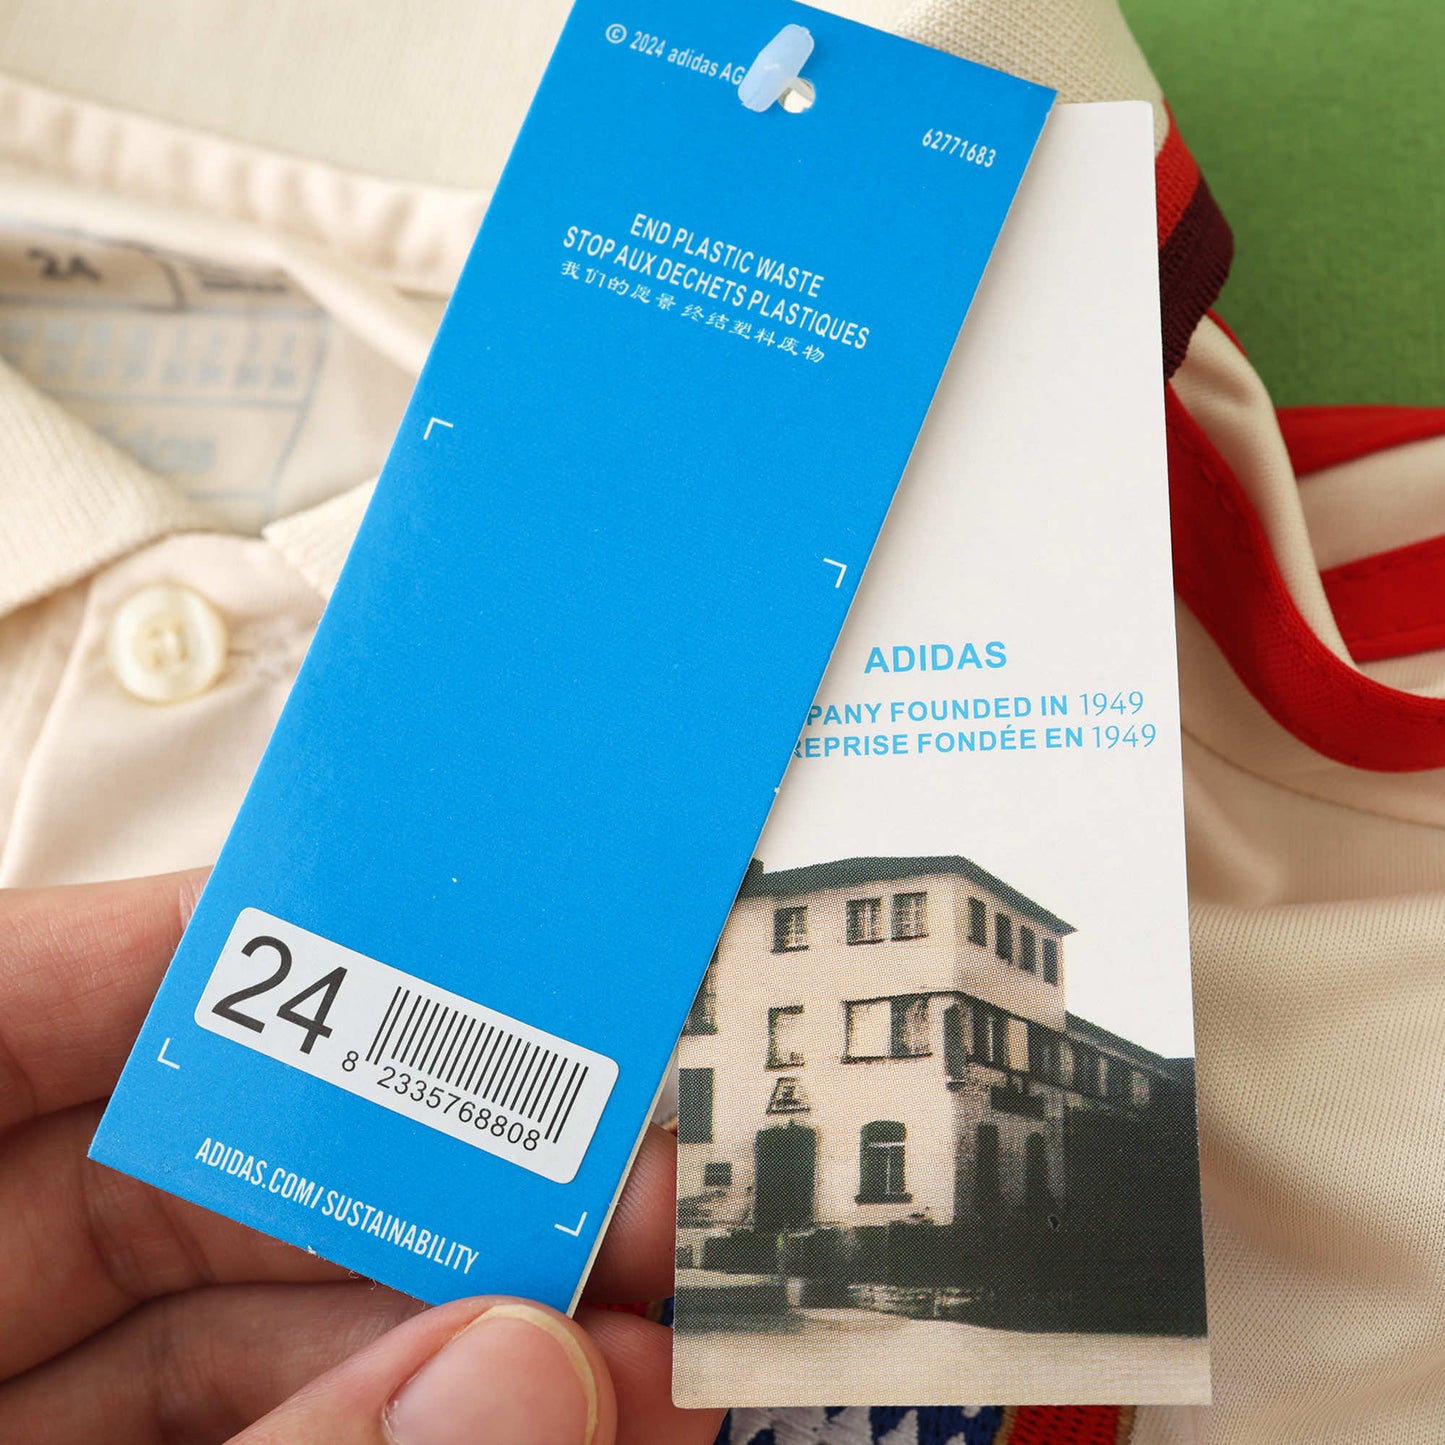 © 2024 adidas AG
62771683
END PLASTIC WASTE
STOP AUX DECHETS PLASTIQUES
我们的愿景 终结塑料废物
24
8 2335768808
ADIDAS.COM/SUSTAINABILITY
ADIDAS
PANY FOUNDED IN 1949
REPRISE FONDÉE EN 1949
24